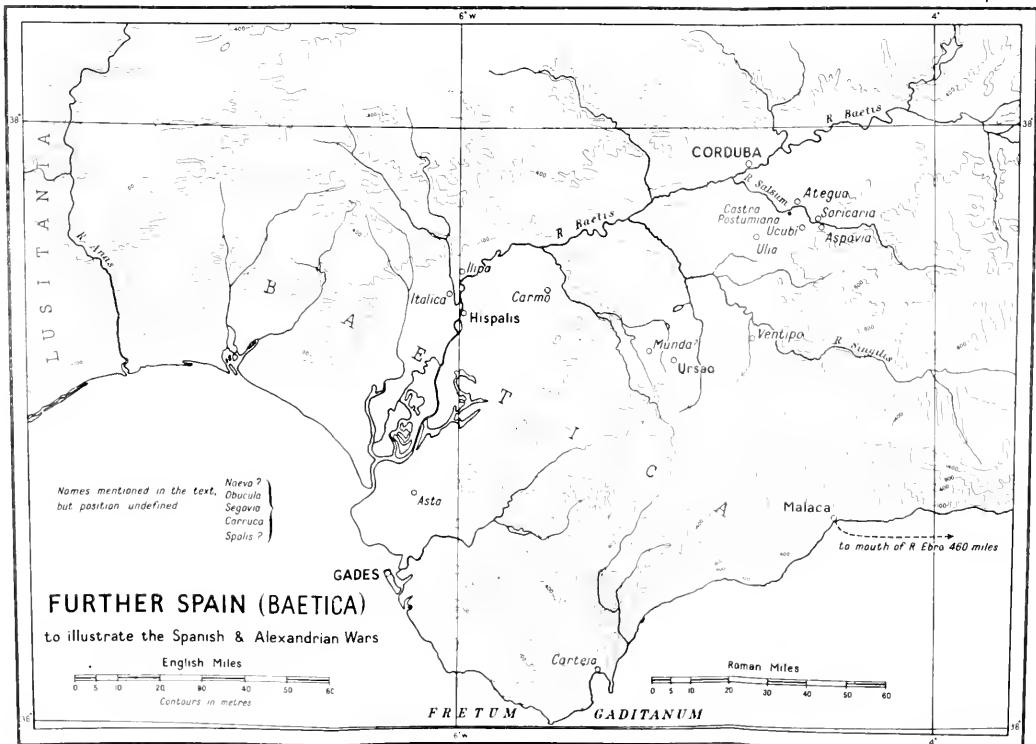 6° W
4°
38°
38°
LUSITANIA
R. Anas
BAETICA
R Baetis
CORDUBA
R Salsum
Ategua
Castra
Postumiana
Soricaria
Ucubi
Aspavia
Ulia
R Baetis
Ilipa
Italica
Carmo
Hispalis
Munda?
Ursao
Ventipo
R Singilis
Names mentioned in the text,
but position undefined
Naeva ?
Obucula
Segovia
Carruca
Spalis ?
Asta
Malaca
to mouth of R Ebro 460 miles
GADES
FURTHER SPAIN (BAETICA)
to illustrate the Spanish & Alexandrian Wars
English Miles
0 5 10 20 30 40 50 60
Contours in metres
Carteia
Roman Miles
0 5 10 20 30 40 50 60
FRETUM GADITANUM
36°
36°
6° W
4°